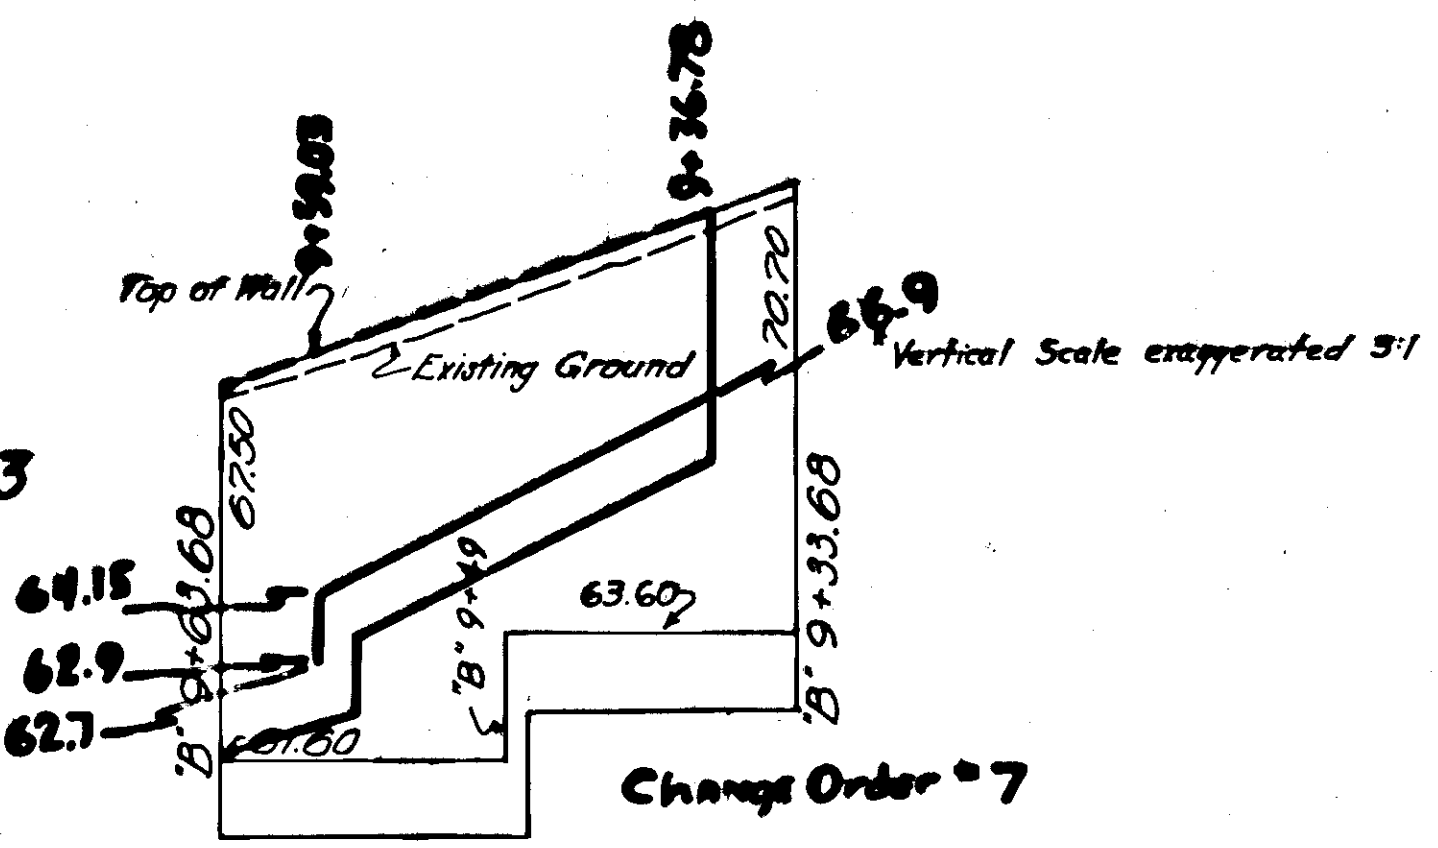 9+36.78
9+59.03
Top of Wall
Existing Ground
70.70
66.9
Vertical Scale exaggerated 3:1
67.50
3
"B" 9+63.68
64.15
62.9
62.7
61.60
"B" 9+49
63.60
"B" 9+33.68
Change Order #7